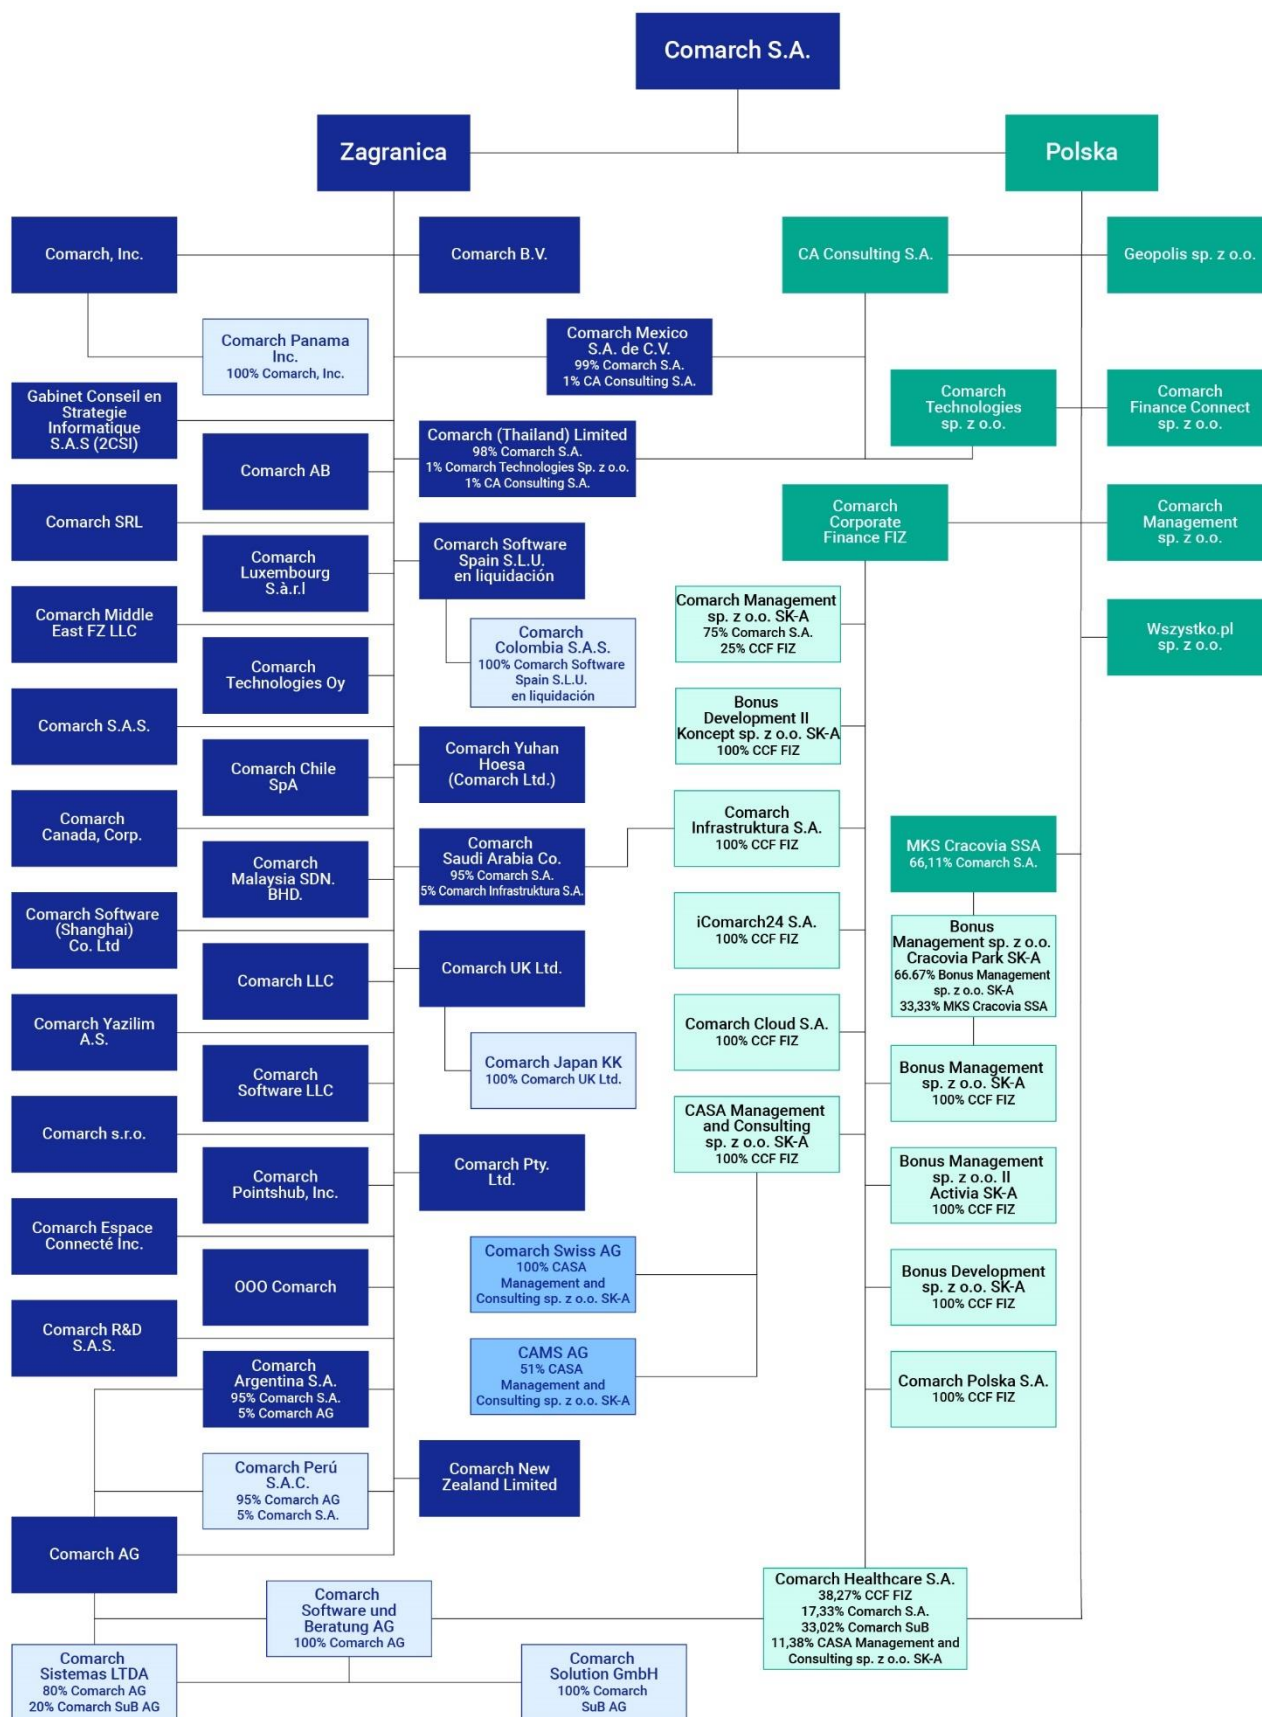 Comarch S.A.
Zagranica
Polska
Comarch, Inc.
Comarch B.V.
CA Consulting S.A.
Geopolis sp. z o.o.
Comarch Panama
Inc.
100% Comarch, Inc.
Comarch Mexico
S.A. de C.V.
99% Comarch S.A.
1% CA Consulting S.A.
Gabinet Conseil en
Strategie
Informatique
S.A.S (2CSI)
Comarch
Technologies
sp. z o.o.
Comarch
Finance Connect
sp. z o.o.
Comarch AB
Comarch (Thailand) Limited
98% Comarch S.A.
1% Comarch Technologies Sp. z o.o.
1% CA Consulting S.A.
Comarch SRL
Comarch
Corporate
Finance FIZ
Comarch
Management
sp. z o.o.
Comarch
Luxembourg
S.à.r.l
Comarch Software
Spain S.L.U.
en liquidación
Comarch Middle
East FZ LLC
Comarch Management
sp. z o.o. SK-A
75% Comarch S.A.
25% CCF FIZ
Wszystko.pl
sp. z o.o.
Comarch
Technologies Oy
Comarch
Colombia S.A.S.
100% Comarch Software
Spain S.L.U.
en liquidación
Comarch S.A.S.
Bonus
Development II
Koncept sp. z o.o. SK-A
100% CCF FIZ
Comarch Chile
SpA
Comarch Yuhan
Hoesa
(Comarch Ltd.)
Comarch
Canada, Corp.
Comarch
Infrastruktura S.A.
100% CCF FIZ
MKS Cracovia SSA
66,11% Comarch S.A.
Comarch
Malaysia SDN.
BHD.
Comarch
Saudi Arabia Co.
95% Comarch S.A.
5% Comarch Infrastruktura S.A.
Comarch Software
(Shanghai)
Co. Ltd
iComarch24 S.A.
100% CCF FIZ
Bonus
Management sp. z o.o.
Cracovia Park SK-A
66.67% Bonus Management
sp. z o.o. SK-A
33,33% MKS Cracovia SSA
Comarch LLC
Comarch UK Ltd.
Comarch Yazilim
A.S.
Comarch Cloud S.A.
100% CCF FIZ
Comarch
Software LLC
Comarch Japan KK
100% Comarch UK Ltd.
Bonus Management
sp. z o.o. SK-A
100% CCF FIZ
Comarch s.r.o.
CASA Management
and Consulting
sp. z o.o. SK-A
100% CCF FIZ
Comarch
Pointshub, Inc.
Comarch Pty.
Ltd.
Bonus Management
sp. z o.o. II
Activia SK-A
100% CCF FIZ
Comarch Espace
Connecté Inc.
Comarch Swiss AG
100% CASA
Management and
Consulting sp. z o.o. SK-A
OOO Comarch
Bonus Development
sp. z o.o. SK-A
100% CCF FIZ
Comarch R&D
S.A.S.
CAMS AG
51% CASA
Management and
Consulting sp. z o.o. SK-A
Comarch
Argentina S.A.
95% Comarch S.A.
5% Comarch AG
Comarch Polska S.A.
100% CCF FIZ
Comarch Perú
S.A.C.
95% Comarch AG
5% Comarch S.A.
Comarch New
Zealand Limited
Comarch AG
Comarch
Software und
Beratung AG
100% Comarch AG
Comarch Healthcare S.A.
38,27% CCF FIZ
17,33% Comarch S.A.
33,02% Comarch SuB
11,38% CASA Management and
Consulting sp. z o.o. SK-A
Comarch
Sistemas LTDA
80% Comarch AG
20% Comarch SuB AG
Comarch
Solution GmbH
100% Comarch
SuB AG